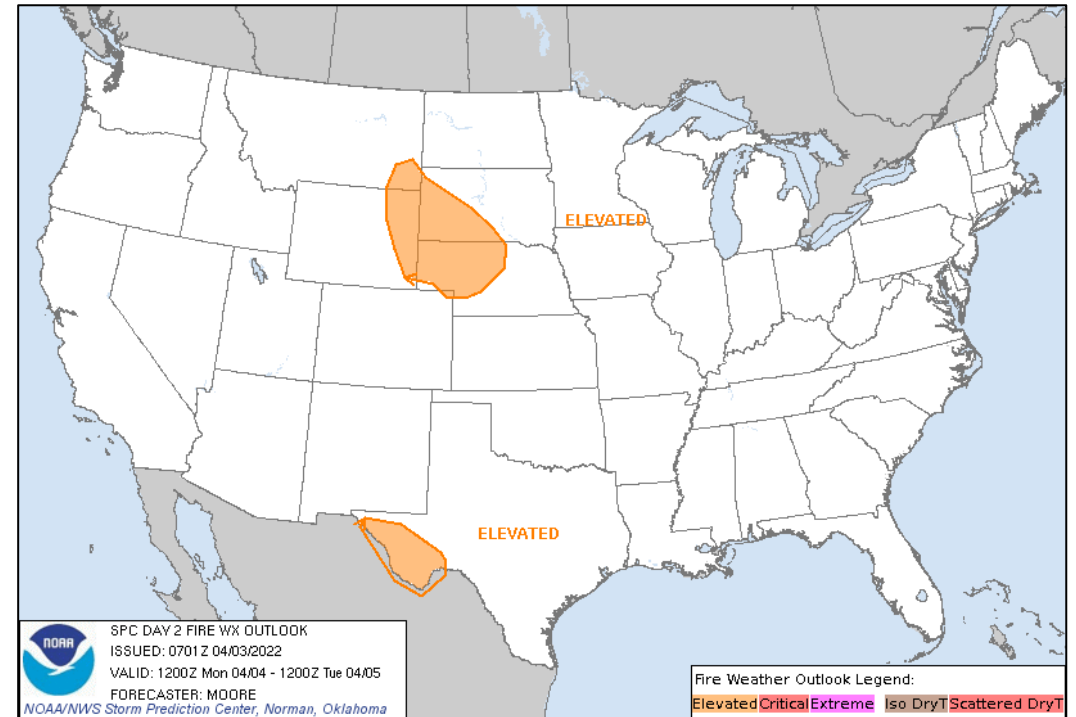 ELEVATED
ELEVATED
NOAA
SPC DAY 2 FIRE WX OUTLOOK
ISSUED: 0701Z 04/03/2022
VALID: 1200Z Mon 04/04 - 1200Z Tue 04/05
FORECASTER: MOORE
NOAA/NWS Storm Prediction Center, Norman, Oklahoma
Fire Weather Outlook Legend:
Elevated Critical Extreme Iso DryT Scattered DryT